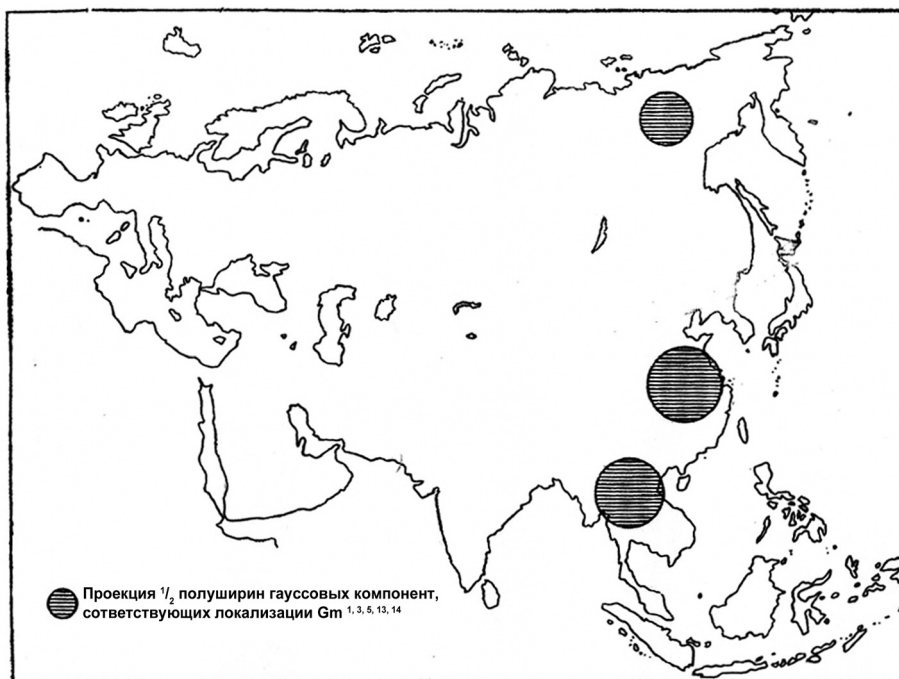 Проекция ¹/₂ полуширин гауссовых компонент,
сответствующих локализации Gm ¹, ³, ⁵, ¹³, ¹⁴